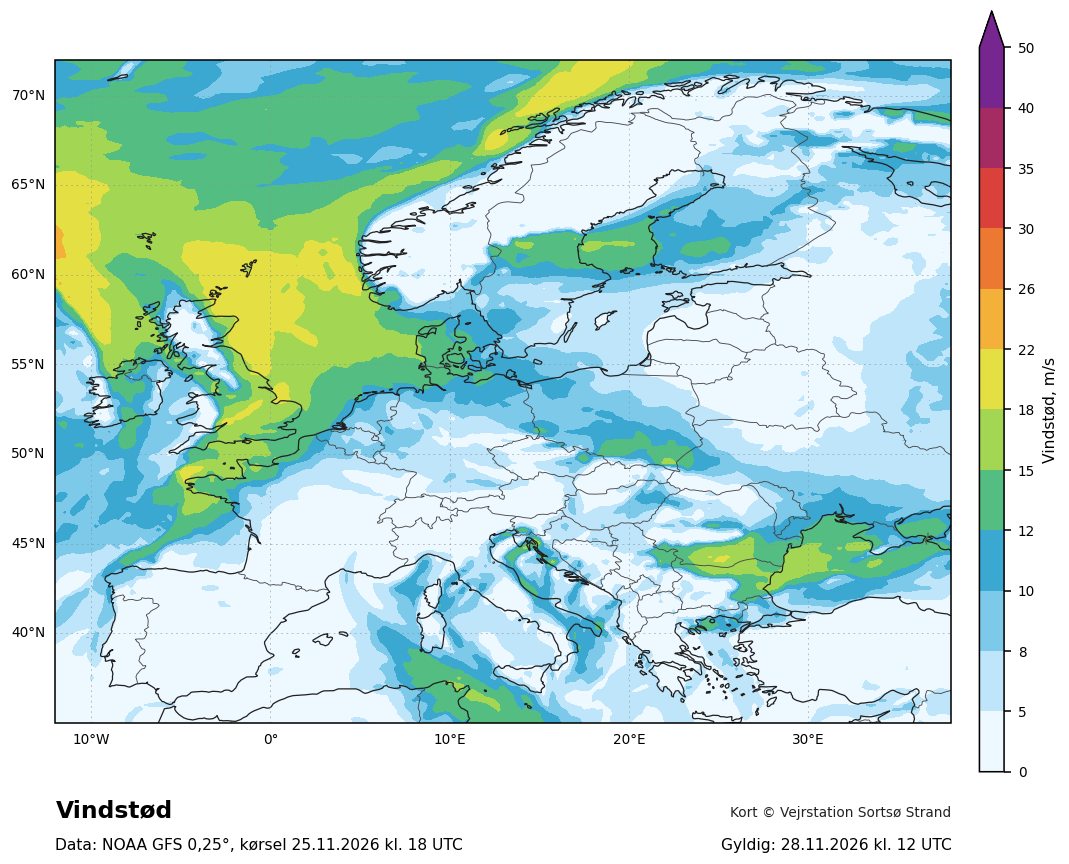 70°N
65°N
60°N
55°N
50°N
45°N
40°N
10°W 0° 10°E 20°E 30°E
50
40
35
30
26
22
18
15
12
10
8
5
0
Vindstød, m/s
Vindstød
Kort © Vejrstation Sortsø Strand
Data: NOAA GFS 0,25°, kørsel 25.11.2026 kl. 18 UTC
Gyldig: 28.11.2026 kl. 12 UTC